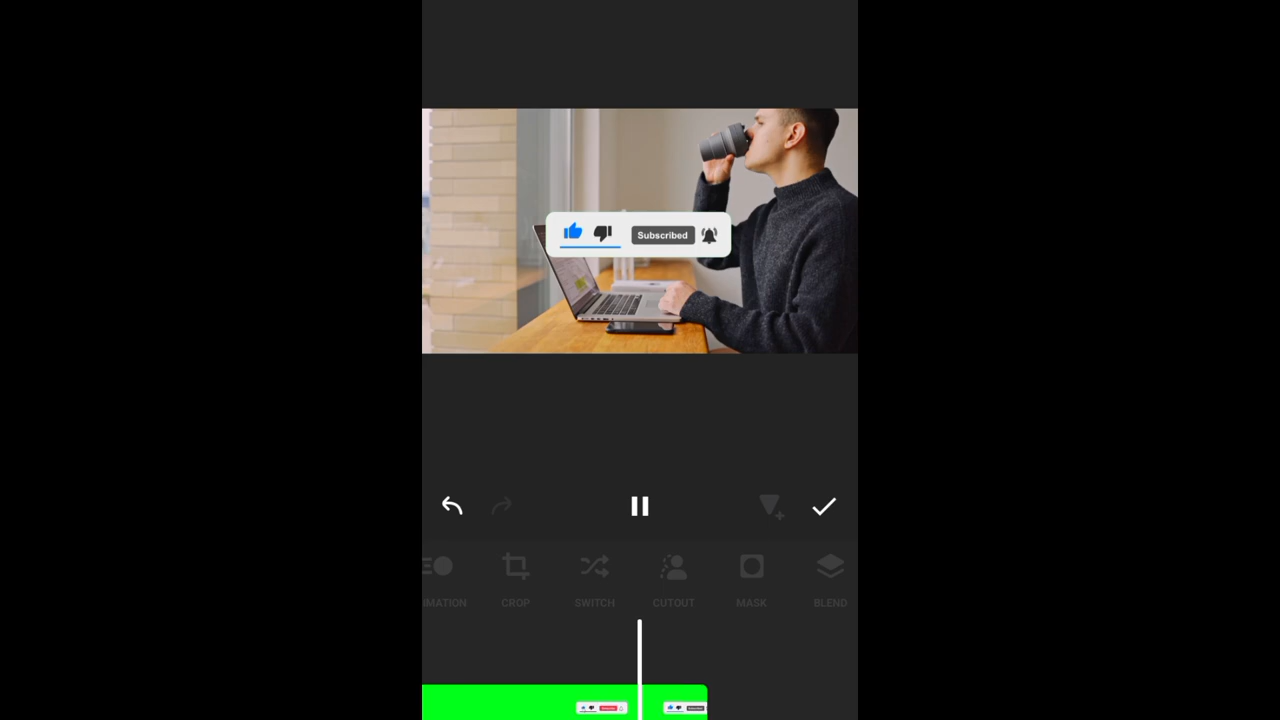 Subscribed
IMATION
CROP
SWITCH
CUTOUT
MASK
BLEND